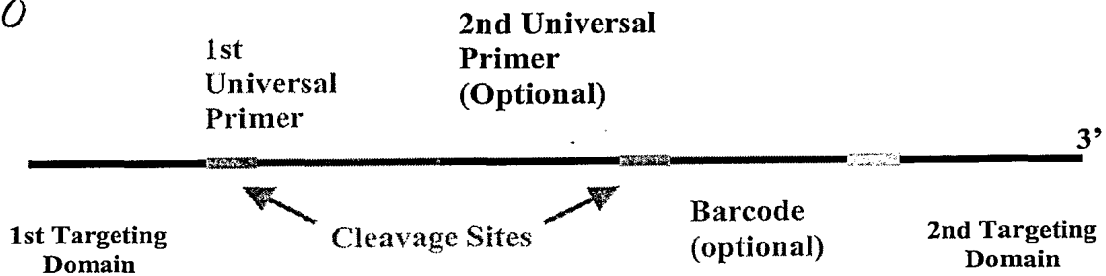 2nd Universal
Primer
(Optional)
1st
Universal
Primer
3’
1st Targeting
Domain
Cleavage Sites
Barcode
(optional)
2nd Targeting
Domain